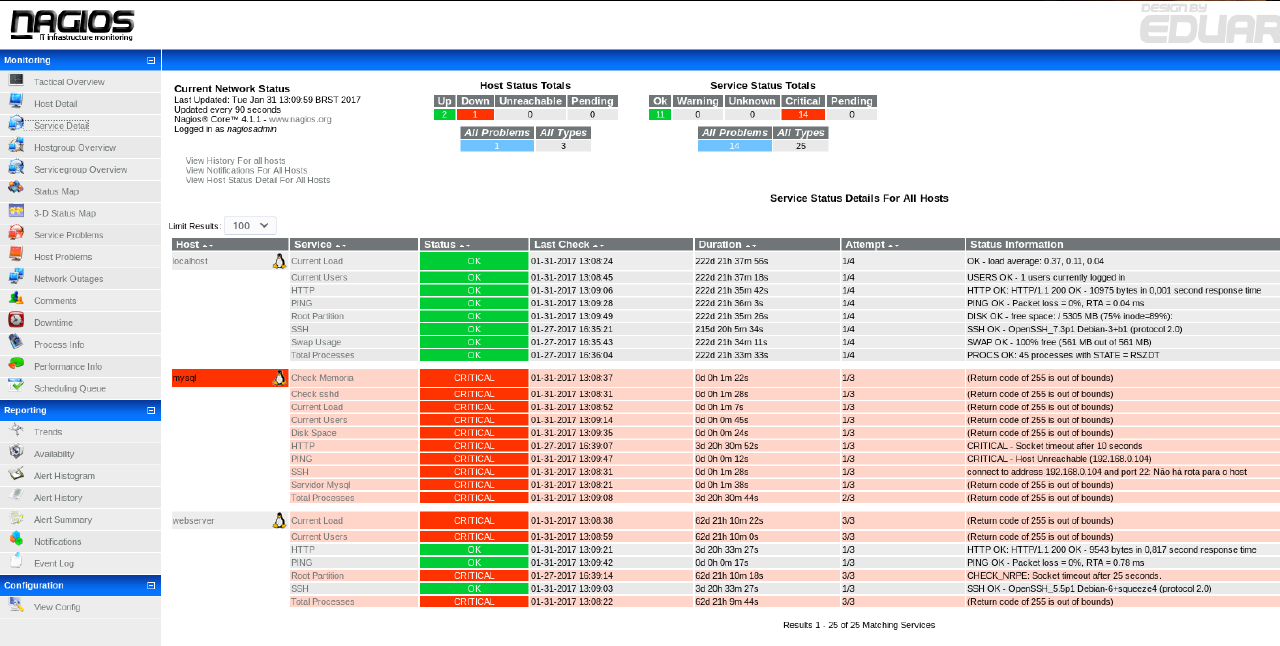 NAGIOS
IT infrastructure monitoring
DESIGN BY
EDUAR
Monitoring
Tactical Overview
Host Detail
Service Detail
Hostgroup Overview
Servicegroup Overview
Status Map
3-D Status Map
Service Problems
Host Problems
Network Outages
Comments
Downtime
Process Info
Performance Info
Scheduling Queue
Reporting
Trends
Availability
Alert Histogram
Alert History
Alert Summary
Notifications
Event Log
Configuration
View Config
Current Network Status
Last Updated: Tue Jan 31 13:09:59 BRST 2017
Updated every 90 seconds
Nagios® Core™ 4.1.1 - www.nagios.org
Logged in as nagiosadmin
View History For all hosts
View Notifications For All Hosts
View Host Status Detail For All Hosts
Host Status Totals
Up Down Unreachable Pending
2 1 0 0
All Problems All Types
1 3
Service Status Totals
Ok Warning Unknown Critical Pending
11 0 0 14 0
All Problems All Types
14 25
Service Status Details For All Hosts
Limit Results: 100
Host Service Status Last Check Duration Attempt Status Information
localhost Current Load OK 01-31-2017 13:08:24 222d 21h 37m 56s 1/4 OK - load average: 0.37, 0.11, 0.04
Current Users OK 01-31-2017 13:08:45 222d 21h 37m 18s 1/4 USERS OK - 1 users currently logged in
HTTP OK 01-31-2017 13:09:06 222d 21h 35m 42s 1/4 HTTP OK: HTTP/1.1 200 OK - 10975 bytes in 0,001 second response time
PING OK 01-31-2017 13:09:28 222d 21h 36m 3s 1/4 PING OK - Packet loss = 0%, RTA = 0.04 ms
Root Partition OK 01-31-2017 13:09:49 222d 21h 35m 26s 1/4 DISK OK - free space: / 5305 MB (75% inode=89%):
SSH OK 01-27-2017 16:35:21 215d 20h 5m 34s 1/4 SSH OK - OpenSSH_7.3p1 Debian-3+b1 (protocol 2.0)
Swap Usage OK 01-27-2017 16:35:43 222d 21h 34m 11s 1/4 SWAP OK - 100% free (561 MB out of 561 MB)
Total Processes OK 01-27-2017 16:36:04 222d 21h 33m 33s 1/4 PROCS OK: 45 processes with STATE = RSZDT
mysql Check Memoria CRITICAL 01-31-2017 13:08:37 0d 0h 1m 22s 1/3 (Return code of 255 is out of bounds)
Check sshd CRITICAL 01-31-2017 13:08:31 0d 0h 1m 28s 1/3 (Return code of 255 is out of bounds)
Current Load CRITICAL 01-31-2017 13:08:52 0d 0h 1m 7s 1/3 (Return code of 255 is out of bounds)
Current Users CRITICAL 01-31-2017 13:09:14 0d 0h 0m 45s 1/3 (Return code of 255 is out of bounds)
Disk Space CRITICAL 01-31-2017 13:09:35 0d 0h 0m 24s 1/3 (Return code of 255 is out of bounds)
HTTP CRITICAL 01-27-2017 16:39:07 3d 20h 30m 52s 1/3 CRITICAL - Socket timeout after 10 seconds
PING CRITICAL 01-31-2017 13:09:47 0d 0h 0m 12s 1/3 CRITICAL - Host Unreachable (192.168.0.104)
SSH CRITICAL 01-31-2017 13:08:31 0d 0h 1m 28s 1/3 connect to address 192.168.0.104 and port 22: Não há rota para o host
Servidor Mysql CRITICAL 01-31-2017 13:08:21 0d 0h 1m 38s 1/3 (Return code of 255 is out of bounds)
Total Processes CRITICAL 01-31-2017 13:09:08 3d 20h 30m 44s 2/3 (Return code of 255 is out of bounds)
webserver Current Load CRITICAL 01-31-2017 13:08:38 62d 21h 10m 22s 3/3 (Return code of 255 is out of bounds)
Current Users CRITICAL 01-31-2017 13:08:59 62d 21h 10m 0s 3/3 (Return code of 255 is out of bounds)
HTTP OK 01-31-2017 13:09:21 3d 20h 33m 27s 1/3 HTTP OK: HTTP/1.1 200 OK - 9543 bytes in 0,817 second response time
PING OK 01-31-2017 13:09:42 0d 0h 0m 17s 1/3 PING OK - Packet loss = 0%, RTA = 0.78 ms
Root Partition CRITICAL 01-27-2017 16:39:14 62d 21h 10m 18s 3/3 CHECK_NRPE: Socket timeout after 25 seconds.
SSH OK 01-31-2017 13:09:03 3d 20h 33m 27s 1/3 SSH OK - OpenSSH_5.5p1 Debian-6+squeeze4 (protocol 2.0)
Total Processes CRITICAL 01-31-2017 13:08:22 62d 21h 9m 44s 3/3 (Return code of 255 is out of bounds)
Results 1 - 25 of 25 Matching Services